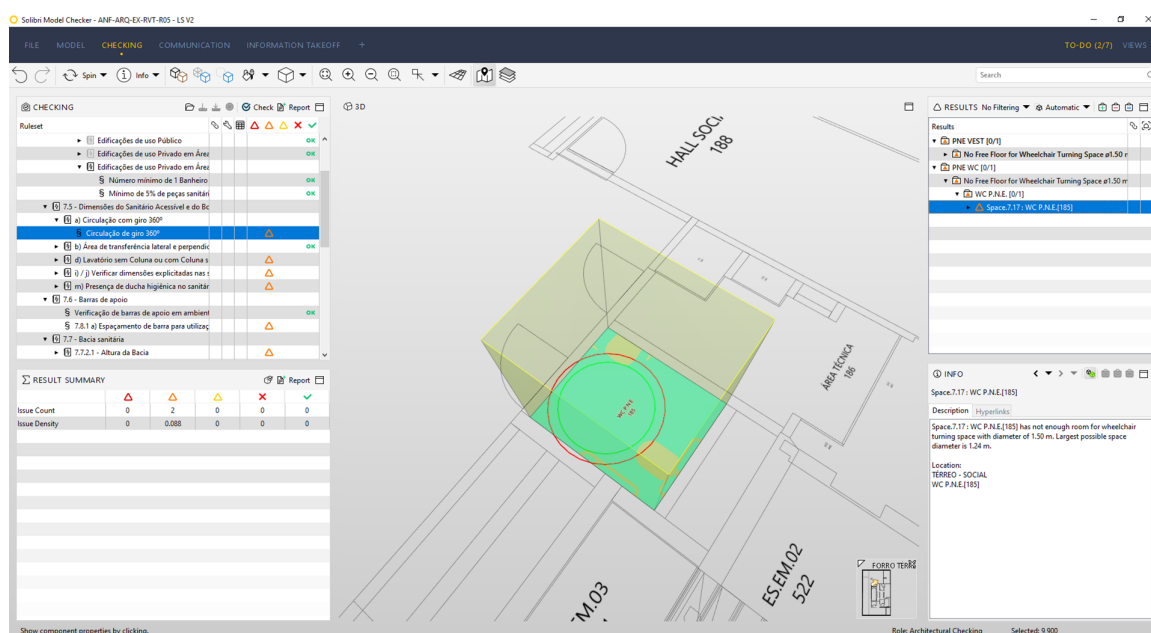 Solibri Model Checker - ANF-ARQ-EX-RVT-R05 - LS V2
FILE MODEL CHECKING COMMUNICATION INFORMATION TAKEOFF +
TO-DO (2/7) VIEWS
Spin Info
Search
CHECKING
Check Report
Ruleset
Edificações de uso Público OK
Edificações de uso Privado em Área OK
Edificações de uso Privado em Área
§ Número mínimo de 1 Banheiro OK
§ Mínimo de 5% de peças sanitári OK
7.5 - Dimensões do Sanitário Acessível e do Bo
a) Circulação com giro 360º
§ Circulação de giro 360º
b) Área de transferência lateral e perpendic OK
d) Lavatório sem Coluna ou com Coluna s
i) / j) Verificar dimensões explicitadas nas s
m) Presença de ducha higiênica no sanitár
7.6 - Barras de apoio
§ Verificação de barras de apoio em ambient OK
§ 7.8.1 a) Espaçamento de barra para utilizaç
7.7 - Bacia sanitária
7.7.2.1 - Altura da Bacia
RESULT SUMMARY
Report
Issue Count 0 2 0 0 0
Issue Density 0 0.088 0 0 0
3D
HALL SOCI
188
WC P.N.E
185
ÁREA TÉCNICA
186
ES.EM.02
522
M.03
FORRO TERR
RESULTS No Filtering Automatic
Results
PNE VEST [0/1]
No Free Floor for Wheelchair Turning Space ø1.50 m
PNE WC [0/1]
No Free Floor for Wheelchair Turning Space ø1.50 m
WC P.N.E. [0/1]
Space.7.17 : WC P.N.E.[185]
INFO
Space.7.17 : WC P.N.E.[185]
Description Hyperlinks
Space.7.17 : WC P.N.E.[185] has not enough room for wheelchair
turning space with diameter of 1.50 m. Largest possible space
diameter is 1.24 m.
Location:
TÉRREO - SOCIAL
WC P.N.E.[185]
Show component properties by clicking.
Role: Architectural Checking Selected: 9,900